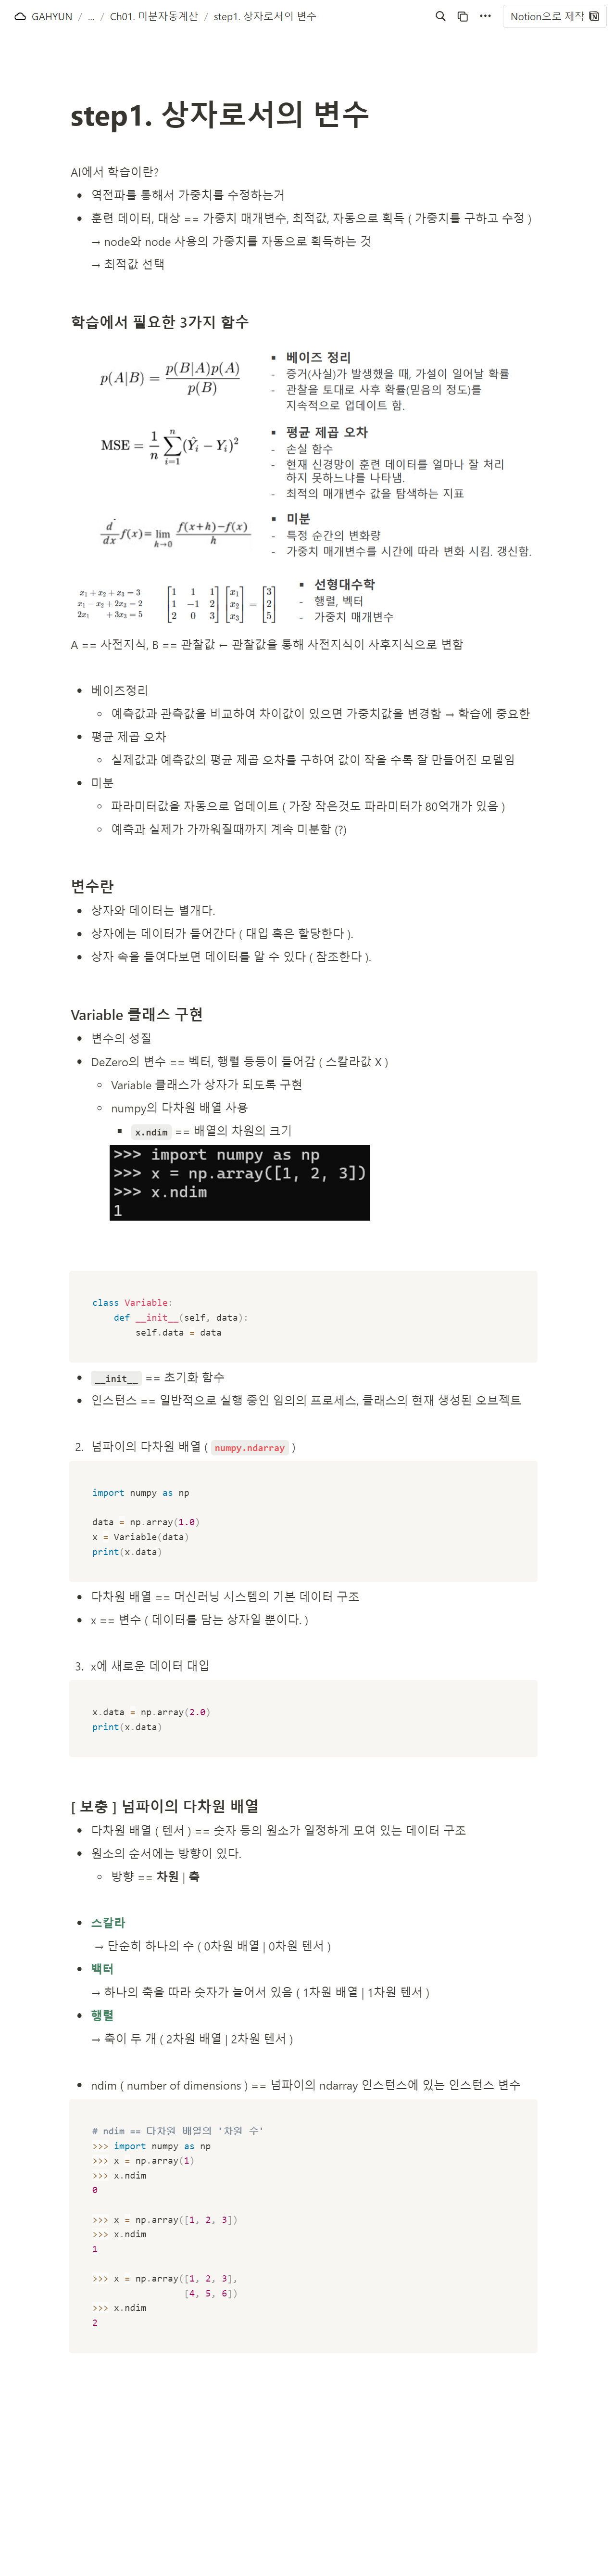 GAHYUN / ... / Ch01. 미분자동계산 / step1. 상자로서의 변수
Notion으로 제작
step1. 상자로서의 변수
AI에서 학습이란?
• 역전파를 통해서 가중치를 수정하는거
• 훈련 데이터, 대상 == 가중치 매개변수, 최적값, 자동으로 획득 ( 가중치를 구하고 수정 )
→ node와 node 사용의 가중치를 자동으로 획득하는 것
→ 최적값 선택
학습에서 필요한 3가지 함수
p(A|B) = p(B|A)p(A) / p(B)
▪ 베이즈 정리
- 증거(사실)가 발생했을 때, 가설이 일어날 확률
- 관찰을 토대로 사후 확률(믿음의 정도)를
지속적으로 업데이트 함.
MSE = 1/n Σ_{i=1}^{n} (Ŷ_i − Y_i)²
▪ 평균 제곱 오차
- 손실 함수
- 현재 신경망이 훈련 데이터를 얼마나 잘 처리
하지 못하느냐를 나타냄.
- 최적의 매개변수 값을 탐색하는 지표
d/dx f(x) = lim_{h→0} f(x+h)−f(x) / h
▪ 미분
- 특정 순간의 변화량
- 가중치 매개변수를 시간에 따라 변화 시킴. 갱신함.
x₁ + x₂ + x₃ = 3
x₁ − x₂ + 2x₃ = 2
2x₁ + 3x₃ = 5
[1 1 1; 1 −1 2; 2 0 3] [x₁; x₂; x₃] = [3; 2; 5]
▪ 선형대수학
- 행렬, 벡터
- 가중치 매개변수
A == 사전지식, B == 관찰값 ← 관찰값을 통해 사전지식이 사후지식으로 변함
• 베이즈정리
◦ 예측값과 관측값을 비교하여 차이값이 있으면 가중치값을 변경함 → 학습에 중요한
• 평균 제곱 오차
◦ 실제값과 예측값의 평균 제곱 오차를 구하여 값이 작을 수록 잘 만들어진 모델임
• 미분
◦ 파라미터값을 자동으로 업데이트 ( 가장 작은것도 파라미터가 80억개가 있음 )
◦ 예측과 실제가 가까워질때까지 계속 미분함 (?)
변수란
• 상자와 데이터는 별개다.
• 상자에는 데이터가 들어간다 ( 대입 혹은 할당한다 ).
• 상자 속을 들여다보면 데이터를 알 수 있다 ( 참조한다 ).
Variable 클래스 구현
• 변수의 성질
• DeZero의 변수 == 벡터, 행렬 등등이 들어감 ( 스칼라값 X )
◦ Variable 클래스가 상자가 되도록 구현
◦ numpy의 다차원 배열 사용
▪ x.ndim == 배열의 차원의 크기
>>> import numpy as np
>>> x = np.array([1, 2, 3])
>>> x.ndim
1
class Variable:
def __init__(self, data):
self.data = data
• __init__ == 초기화 함수
• 인스턴스 == 일반적으로 실행 중인 임의의 프로세스, 클래스의 현재 생성된 오브젝트
2. 넘파이의 다차원 배열 ( numpy.ndarray )
import numpy as np
data = np.array(1.0)
x = Variable(data)
print(x.data)
• 다차원 배열 == 머신러닝 시스템의 기본 데이터 구조
• x == 변수 ( 데이터를 담는 상자일 뿐이다. )
3. x에 새로운 데이터 대입
x.data = np.array(2.0)
print(x.data)
[ 보충 ] 넘파이의 다차원 배열
• 다차원 배열 ( 텐서 ) == 숫자 등의 원소가 일정하게 모여 있는 데이터 구조
• 원소의 순서에는 방향이 있다.
◦ 방향 == 차원 | 축
• 스칼라
→ 단순히 하나의 수 ( 0차원 배열 | 0차원 텐서 )
• 백터
→ 하나의 축을 따라 숫자가 늘어서 있음 ( 1차원 배열 | 1차원 텐서 )
• 행렬
→ 축이 두 개 ( 2차원 배열 | 2차원 텐서 )
• ndim ( number of dimensions ) == 넘파이의 ndarray 인스턴스에 있는 인스턴스 변수
# ndim == 다차원 배열의 '차원 수'
>>> import numpy as np
>>> x = np.array(1)
>>> x.ndim
0
>>> x = np.array([1, 2, 3])
>>> x.ndim
1
>>> x = np.array([1, 2, 3],
[4, 5, 6])
>>> x.ndim
2